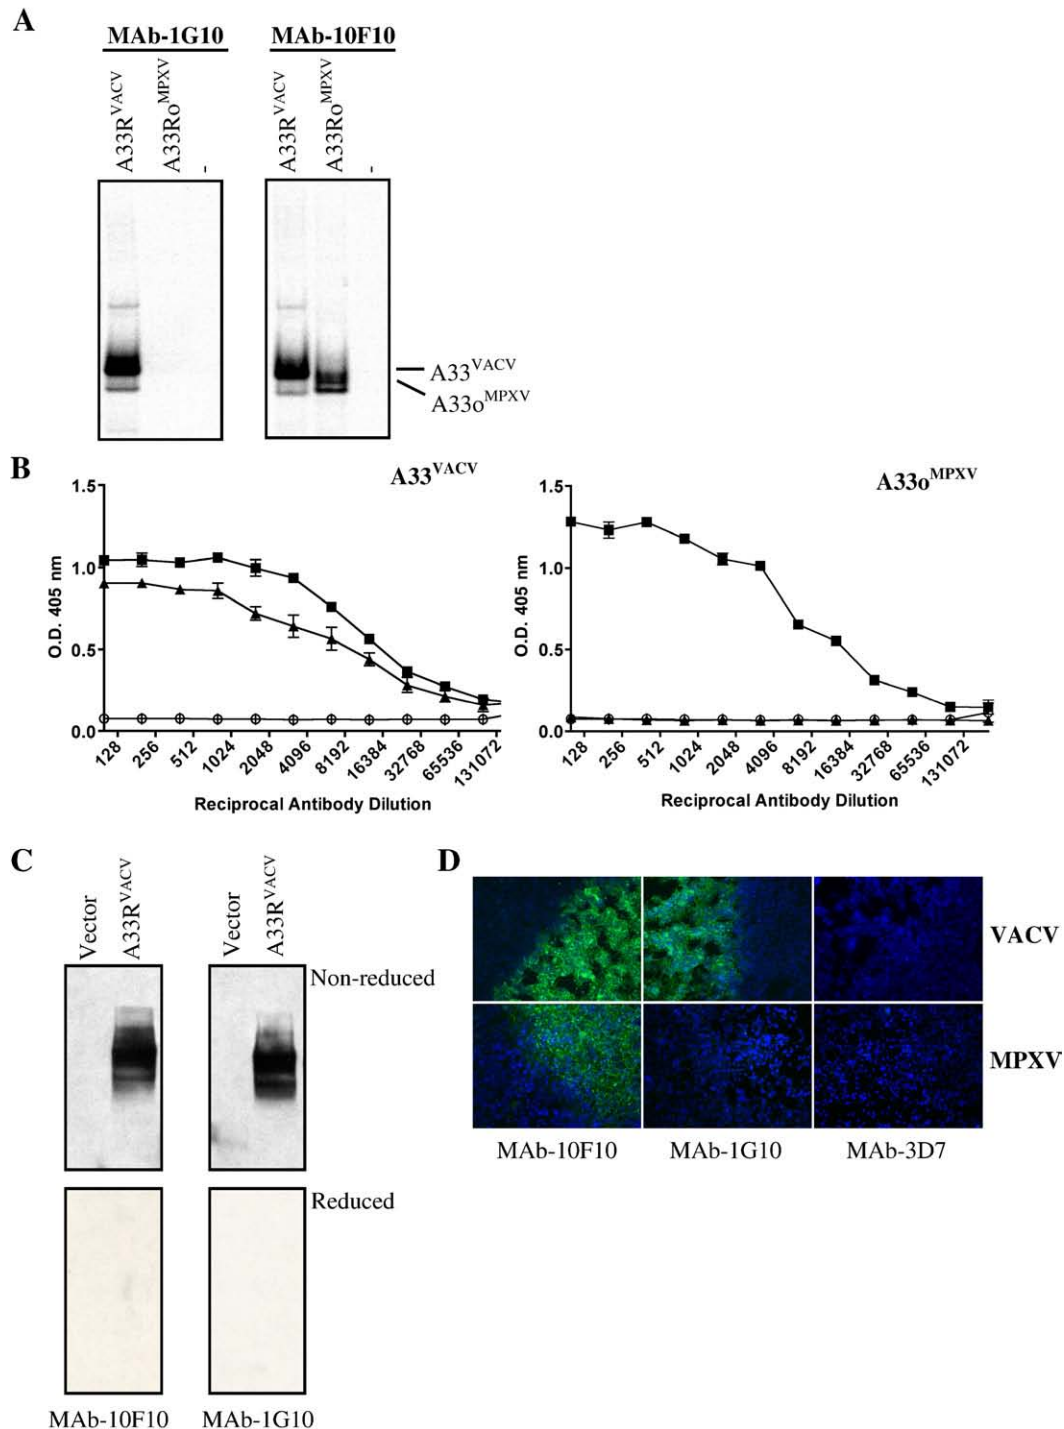 A
MAb-1G10
MAb-10F10
A33R^VACV
A33Ro^MPXV
-
A33R^VACV
A33Ro^MPXV
-
A33^VACV
A33o^MPXV
B
A33^VACV
1.5
1.0
0.5
0.0
O.D. 405 nm
128
256
512
1024
2048
4096
8192
16384
32768
65536
131072
Reciprocal Antibody Dilution
A33o^MPXV
1.5
1.0
0.5
0.0
O.D. 405 nm
128
256
512
1024
2048
4096
8192
16384
32768
65536
131072
Reciprocal Antibody Dilution
C
Vector
A33R^VACV
Vector
A33R^VACV
Non-reduced
Reduced
MAb-10F10
MAb-1G10
D
VACV
MPXV
MAb-10F10
MAb-1G10
MAb-3D7